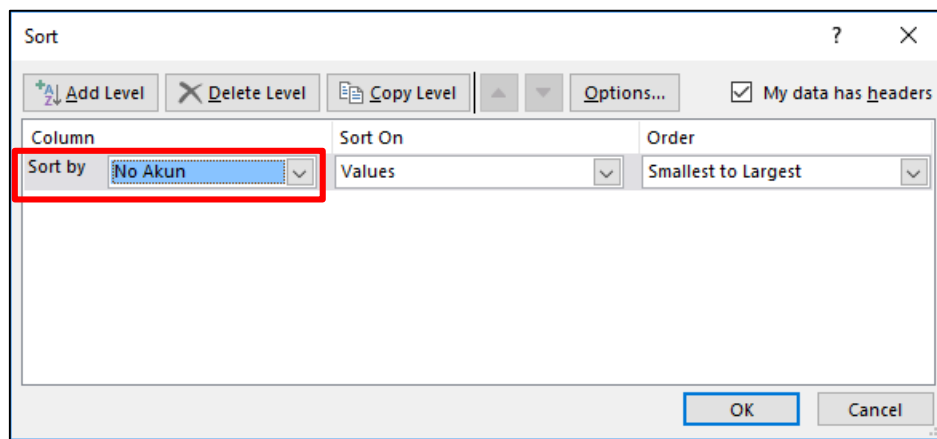 Sort ?
Add Level Delete Level Copy Level Options... My data has headers
Column Sort On Order
Sort by No Akun Values Smallest to Largest
OK Cancel